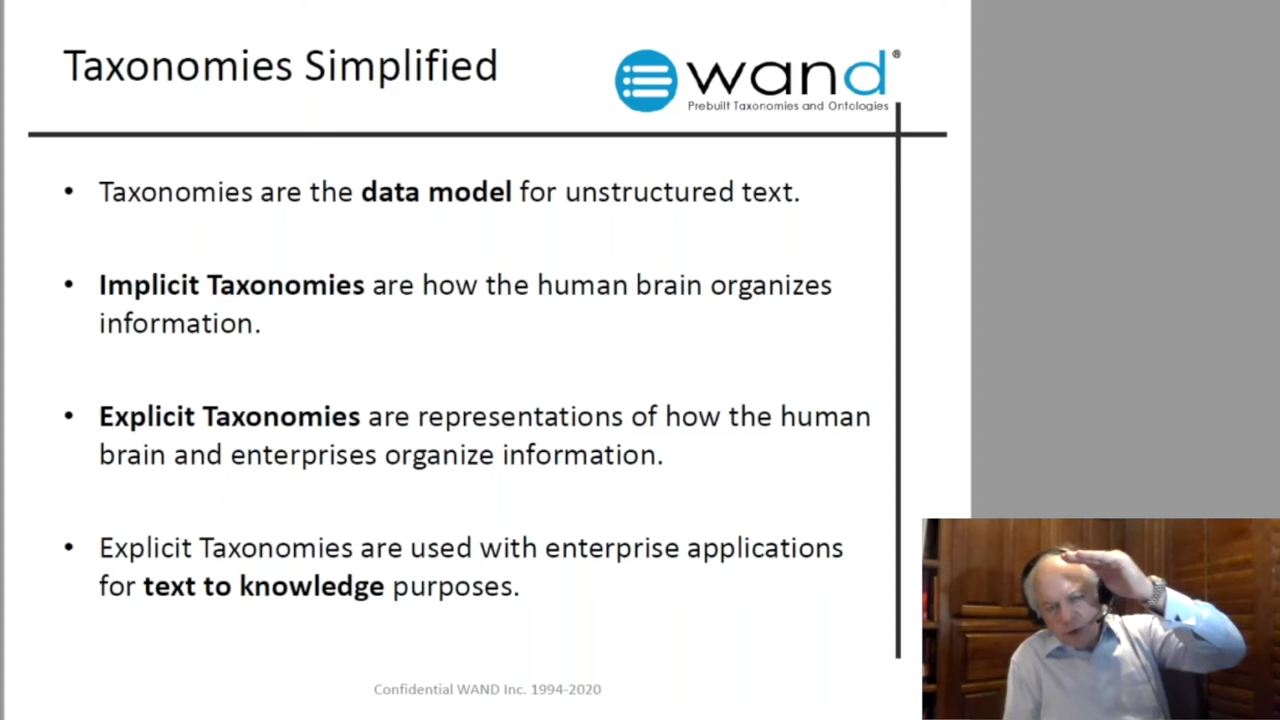 Taxonomies Simplified
wand®
Prebuilt Taxonomies and Ontologies
• Taxonomies are the data model for unstructured text.
• Implicit Taxonomies are how the human brain organizes
information.
• Explicit Taxonomies are representations of how the human
brain and enterprises organize information.
• Explicit Taxonomies are used with enterprise applications
for text to knowledge purposes.
Confidential WAND Inc. 1994-2020